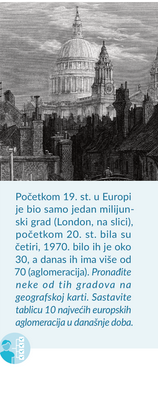 Početkom 19. st. u Europi
je bio samo jedan milijun-
ski grad (London, na slici),
početkom 20. st. bila su
četiri, 1970. bilo ih je oko
30, a danas ih ima više od
70 (aglomeracija). Pronađite
neke od tih gradova na
geografskoj karti. Sastavite
tablicu 10 najvećih europskih
aglomeracija u današnje doba.